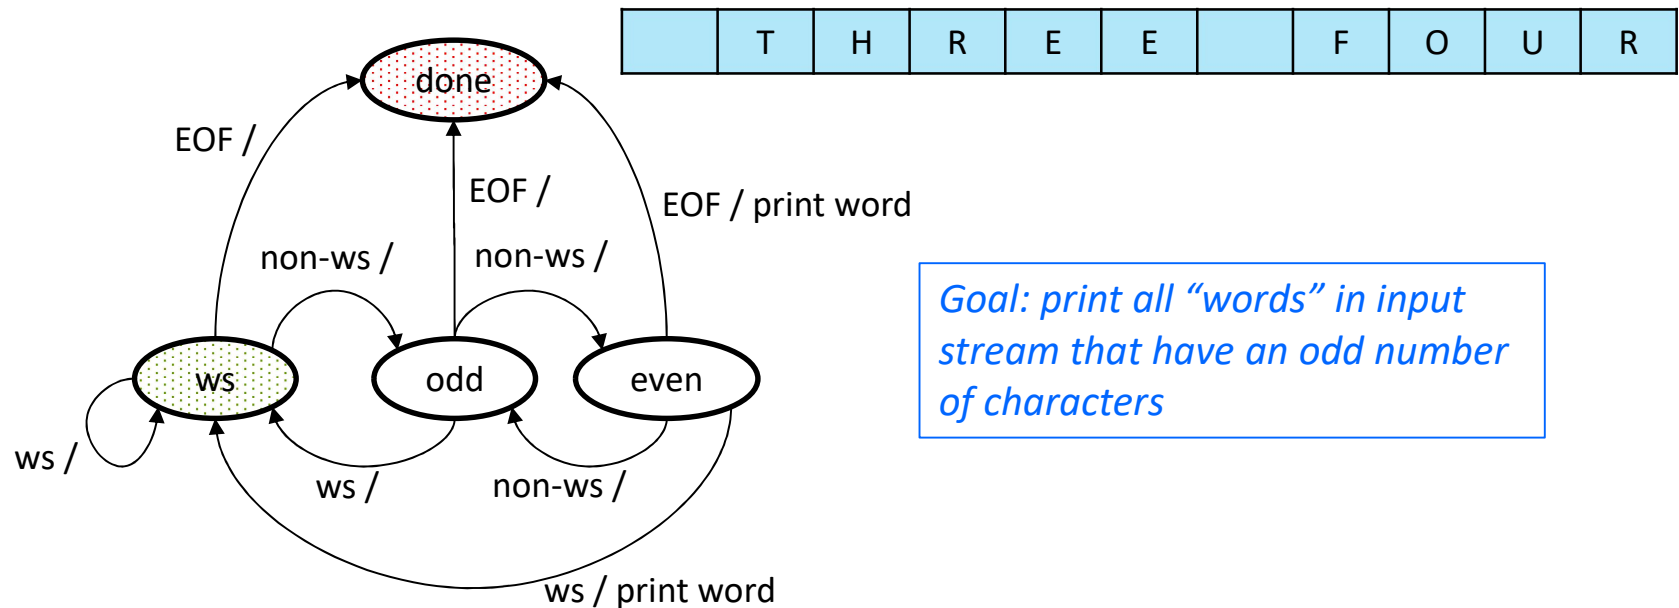 T H R E E F O U R
done
EOF /
EOF /
EOF / print word
non-ws /
non-ws /
Goal: print all “words” in input
stream that have an odd number
of characters
ws
odd
even
ws /
ws /
non-ws /
ws / print word